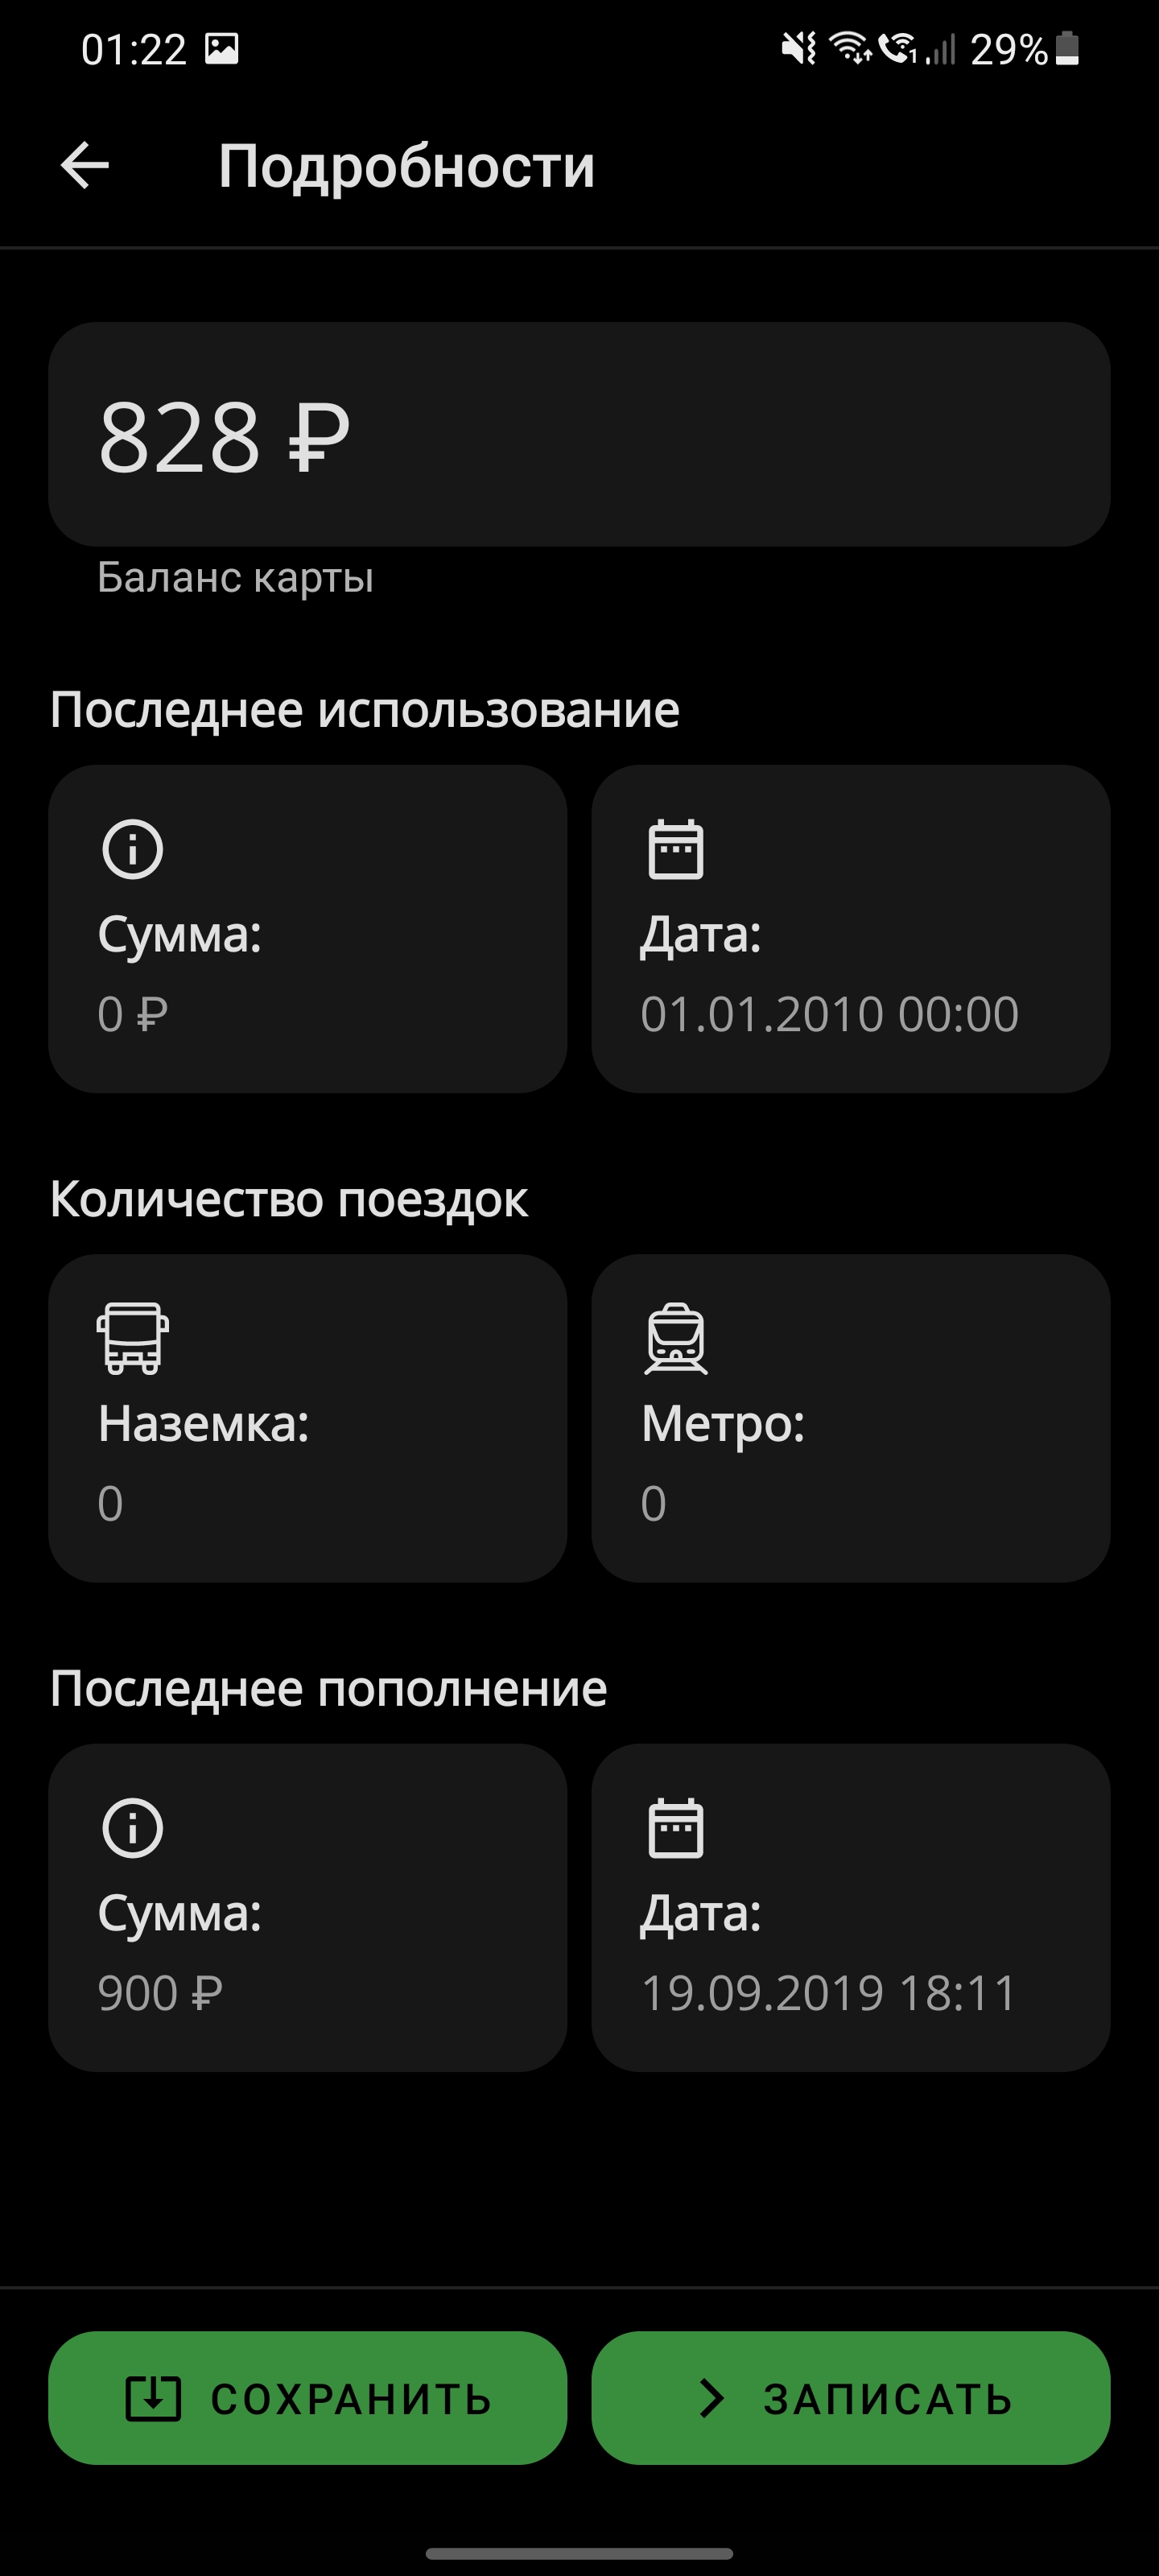 01:22 29%
Подробности
828 ₽
Баланс карты
Последнее использование
Сумма: Дата:
0 ₽ 01.01.2010 00:00
Количество поездок
Наземка: Метро:
0 0
Последнее пополнение
Сумма: Дата:
900 ₽ 19.09.2019 18:11
СОХРАНИТЬ ЗАПИСАТЬ